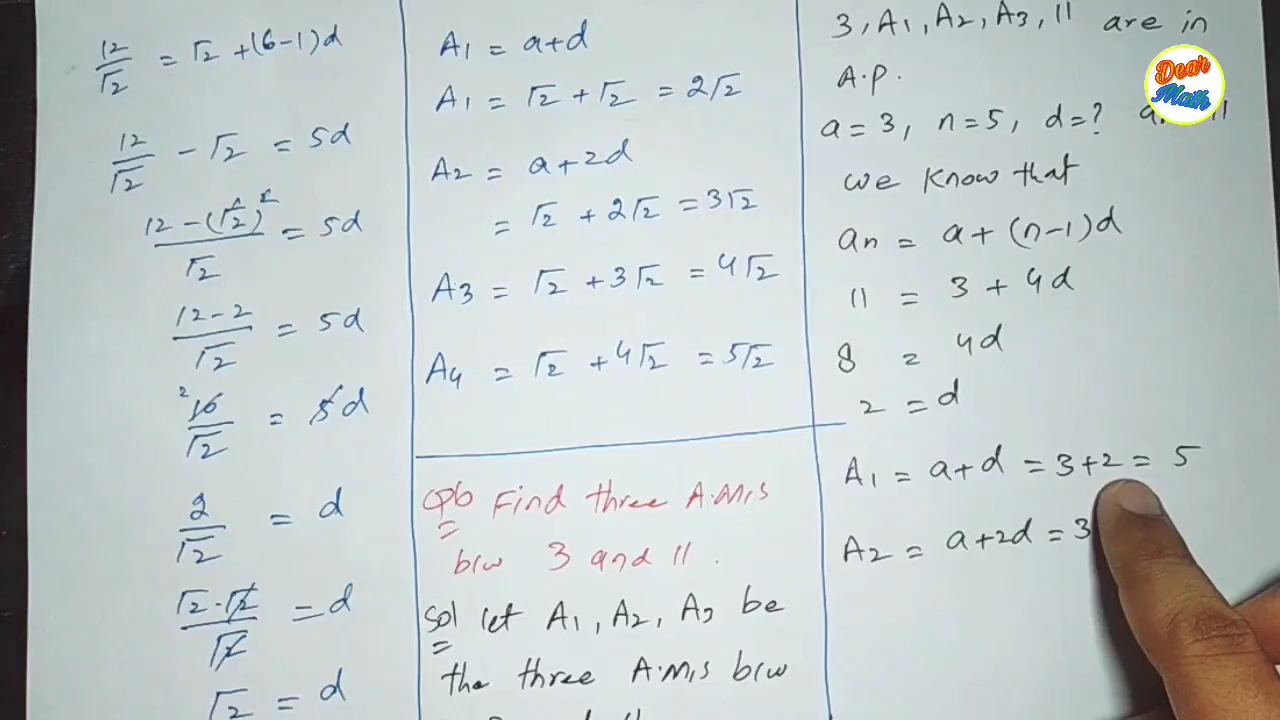 12/√2 = √2 + (6-1)d
12/√2 - √2 = 5d
12-(√2)²/√2 = 5d
12-2/√2 = 5d
10/√2 = 5d
2/√2 = d
√2·√2/√2 = d
√2 = d
A1 = a+d
A1 = √2 + √2 = 2√2
A2 = a+2d
= √2 + 2√2 = 3√2
A3 = √2 + 3√2 = 4√2
A4 = √2 + 4√2 = 5√2
Q6 Find three A.M,s
b/w 3 and 11 .
Sol let A1, A2, A3 be
the three A.M,s b/w
3, A1, A2, A3, 11 are in
A.P.
a = 3, n=5, d=?
we know that
an = a + (n-1)d
11 = 3 + 4d
8 = 4d
2 = d
A1 = a+d = 3+2 = 5
A2 = a+2d = 3
Dear
Math